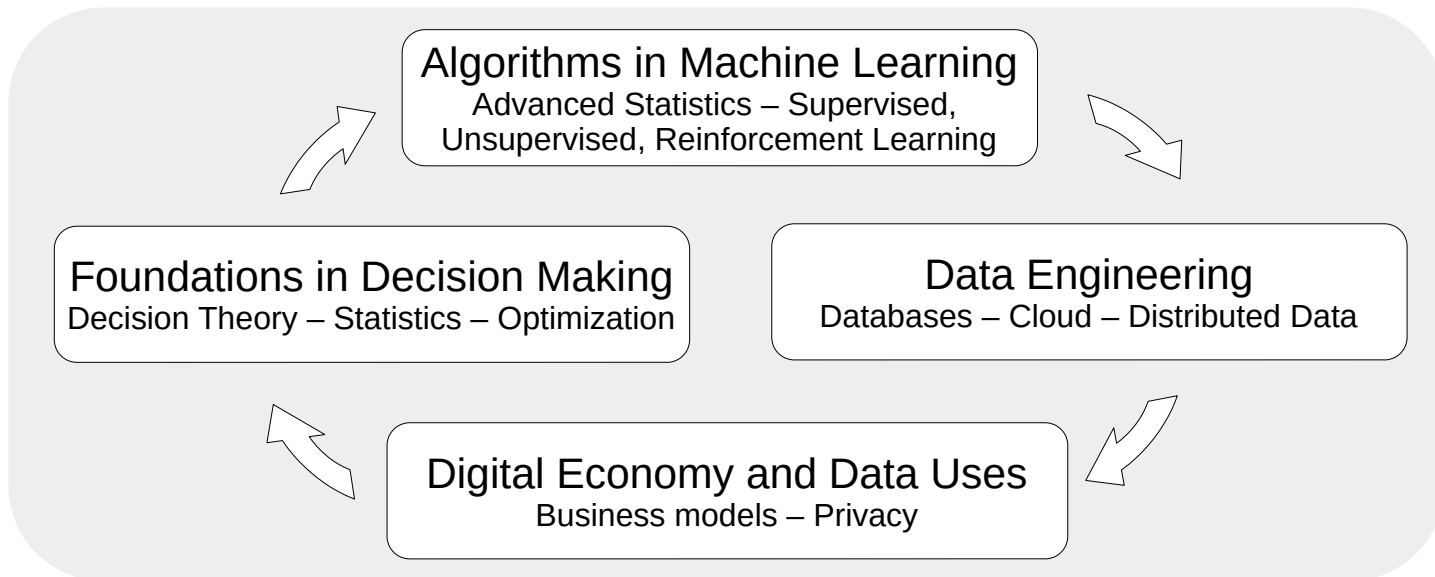 Algorithms in Machine Learning
Advanced Statistics – Supervised,
Unsupervised, Reinforcement Learning
Foundations in Decision Making
Decision Theory – Statistics – Optimization
Data Engineering
Databases – Cloud – Distributed Data
Digital Economy and Data Uses
Business models – Privacy